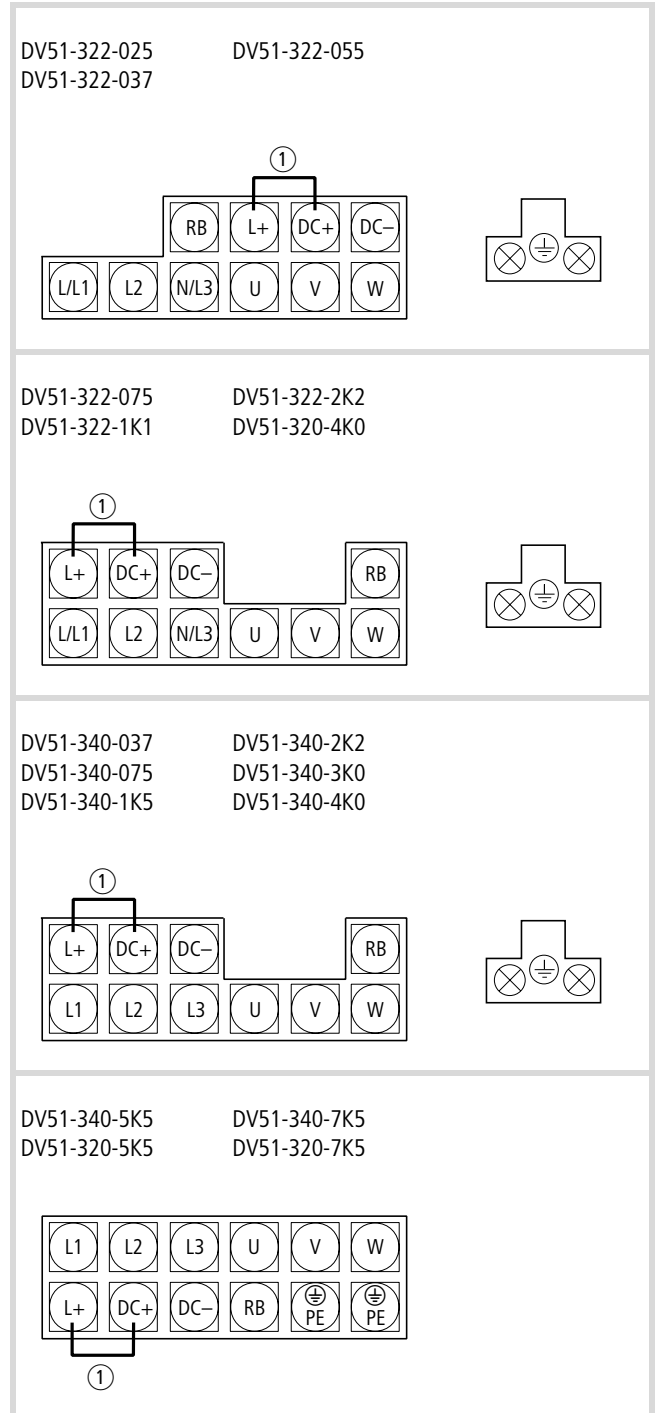 DV51-322-025 DV51-322-055
DV51-322-037
①
RB L+ DC+ DC–
L/L1 L2 N/L3 U V W
DV51-322-075 DV51-322-2K2
DV51-322-1K1 DV51-320-4K0
①
L+ DC+ DC– RB
L/L1 L2 N/L3 U V W
DV51-340-037 DV51-340-2K2
DV51-340-075 DV51-340-3K0
DV51-340-1K5 DV51-340-4K0
①
L+ DC+ DC– RB
L1 L2 L3 U V W
DV51-340-5K5 DV51-340-7K5
DV51-320-5K5 DV51-320-7K5
L1 L2 L3 U V W
L+ DC+ DC– RB PE PE
①